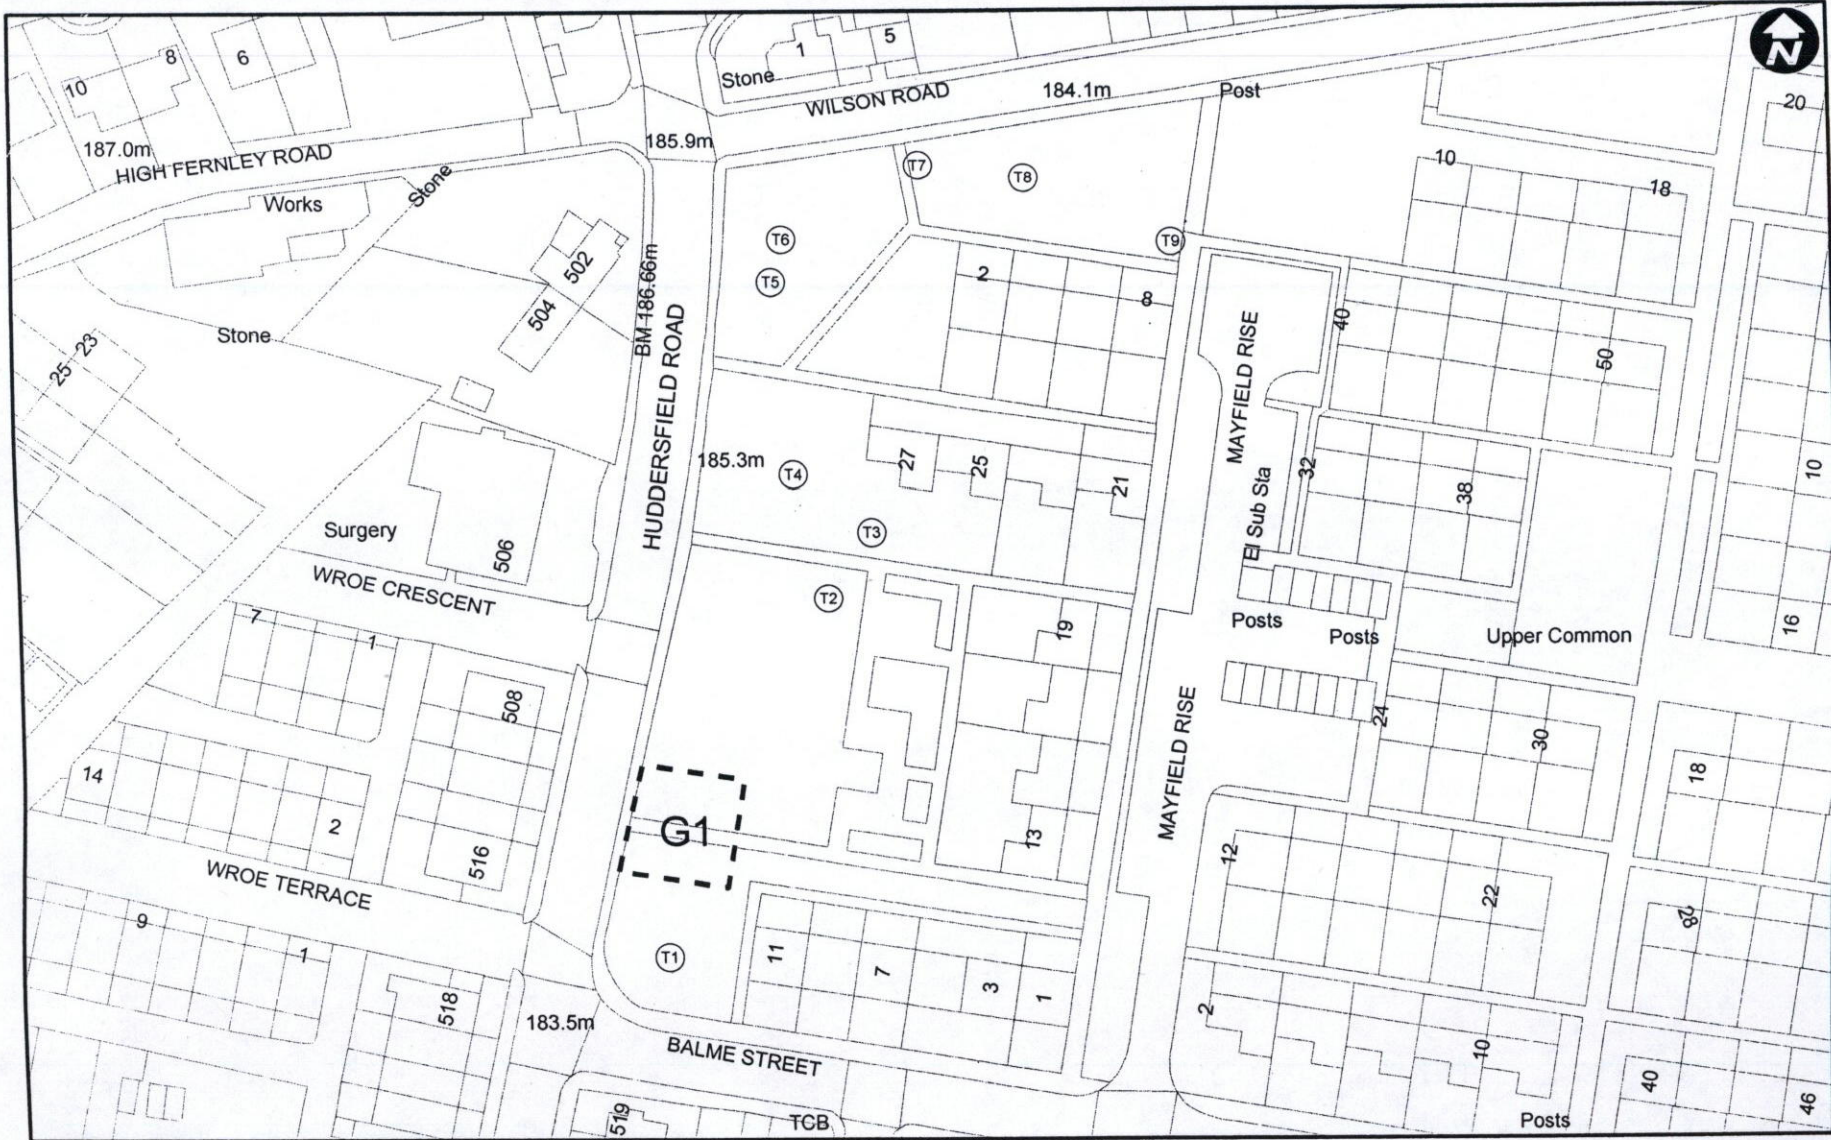 N
10
8
6
1
5
Stone
WILSON ROAD
184.1m
Post
20
187.0m
HIGH FERNLEY ROAD
185.9m
Works
Stone
T7
T8
10
18
502
504
BM 186.66m
T6
T5
T9
2
8
Stone
25
23
HUDDERSFIELD ROAD
MAYFIELD RISE
40
50
185.3m
T4
27
25
21
32
38
10
El Sub Sta
T3
Surgery
506
WROE CRESCENT
T2
7
1
19
Posts
Posts
Upper Common
16
508
MAYFIELD RISE
24
30
18
14
2
516
G1
13
12
22
WROE TERRACE
9
1
T1
11
7
3
1
28
518
183.5m
BALME STREET
2
10
40
46
519
TCB
Posts